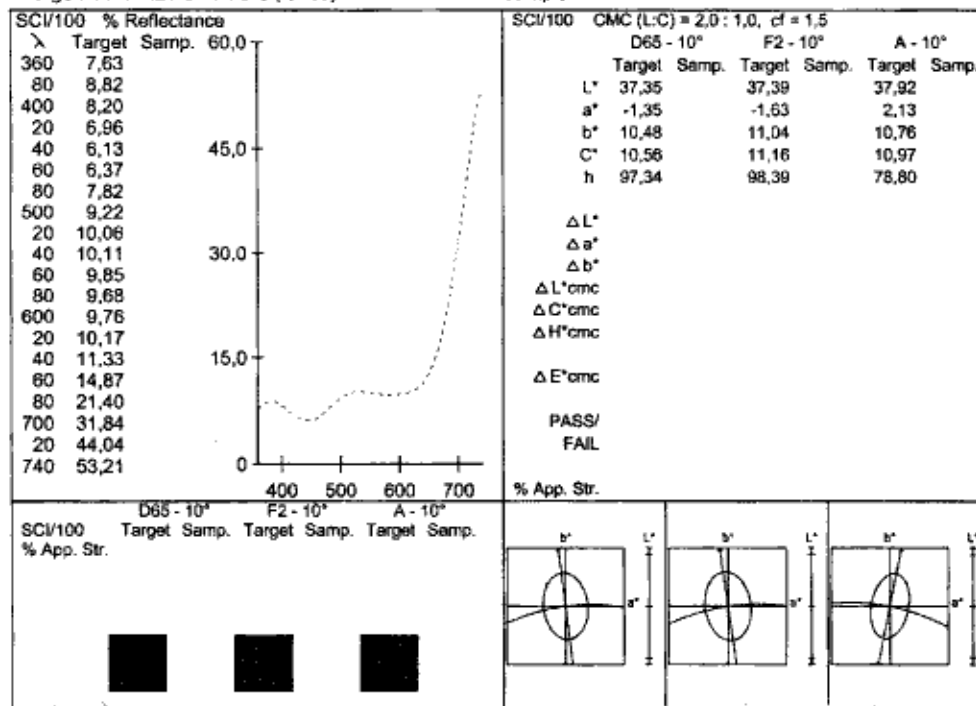 SCI/100 % Reflectance
λ Target Samp.
360 7,63
80 8,82
400 8,20
20 6,96
40 6,13
60 6,37
80 7,82
500 9,22
20 10,06
40 10,11
60 9,85
80 9,68
600 9,76
20 10,17
40 11,33
60 14,87
80 21,40
700 31,84
20 44,04
740 53,21
60,0
45,0
30,0
15,0
0
400 500 600 700
SCI/100 CMC (L:C) = 2,0 : 1,0, cf = 1,5
D65 - 10° F2 - 10° A - 10°
Target Samp. Target Samp. Target Samp.
L* 37,35 37,39 37,92
a* -1,35 -1,63 2,13
b* 10,48 11,04 10,76
C* 10,56 11,16 10,97
h 97,34 98,39 78,80
Δ L*
Δ a*
Δ b*
Δ L*cmc
Δ C*cmc
Δ H*cmc
Δ E*cmc
PASS/
FAIL
% App. Str.
D65 - 10° F2 - 10° A - 10°
SCI/100 Target Samp. Target Samp. Target Samp.
% App. Str.
b* L* b* L* b* L*
a* a* a*